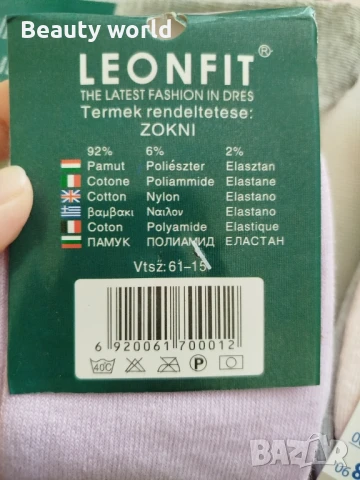 Beauty world
LEONFIT®
THE LATEST FASHION IN DRES
Termek rendeltetese:
ZOKNI
92% 6% 2%
Pamut Poliészter Elasztan
Cotone Poliammide Elastane
Cotton Nylon Elastano
βαμβακι Ναιλον Elastano
Coton Polyamide Elastique
ПАМУК ПОЛИАМИД ЕЛАСТАН
Vtsz: 61-15
6 920061 700012
40C P
BAZAR